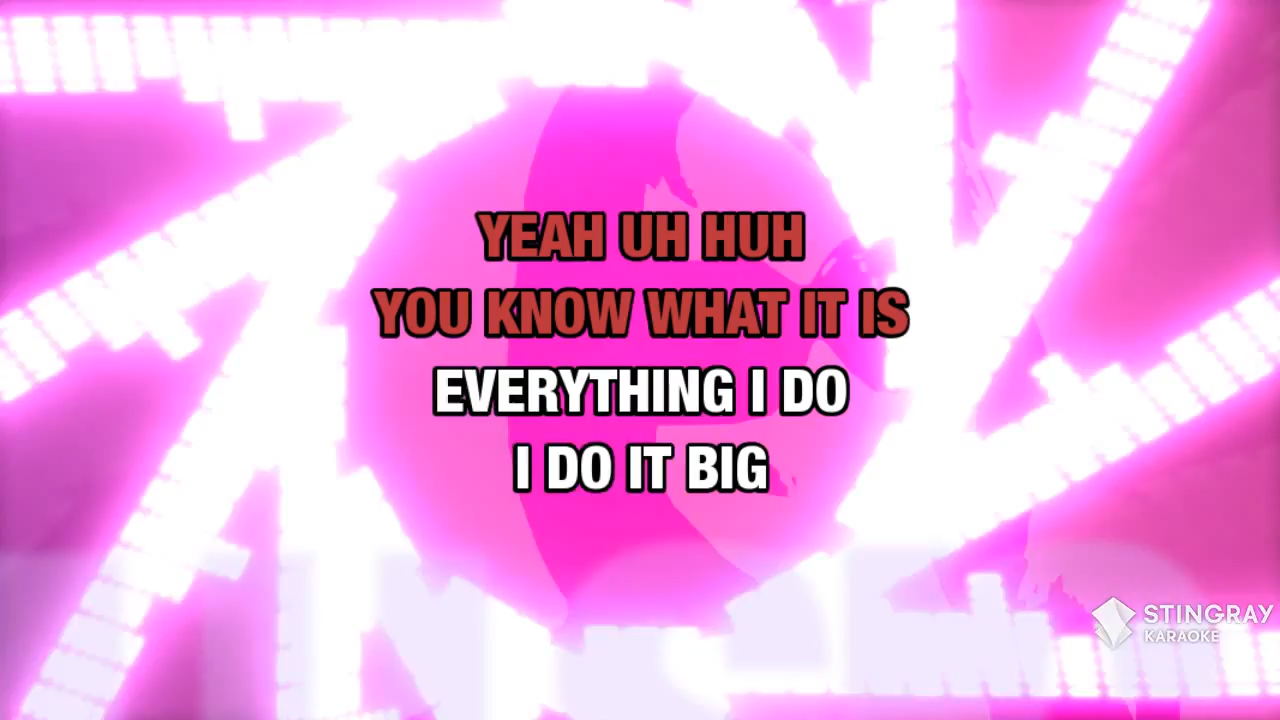 YEAH UH HUH
YOU KNOW WHAT IT IS
EVERYTHING I DO
I DO IT BIG
STINGRAY
KARAOKE